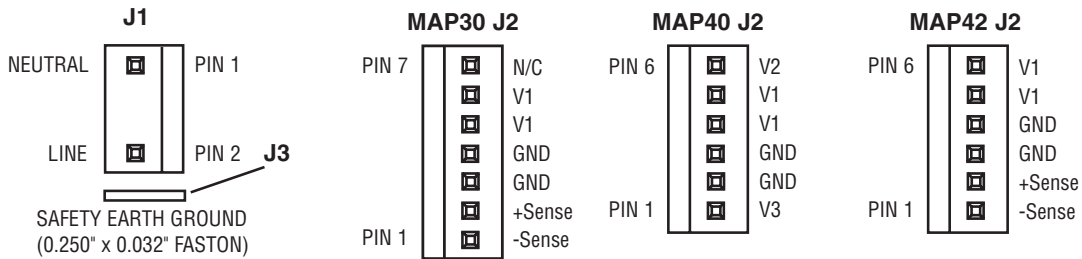 J1
NEUTRAL PIN 1
LINE PIN 2 J3
SAFETY EARTH GROUND
(0.250" x 0.032" FASTON)
MAP30 J2
PIN 7 N/C
V1
V1
GND
GND
+Sense
PIN 1 -Sense
MAP40 J2
PIN 6 V2
V1
V1
GND
GND
PIN 1 V3
MAP42 J2
PIN 6 V1
V1
GND
GND
+Sense
PIN 1 -Sense